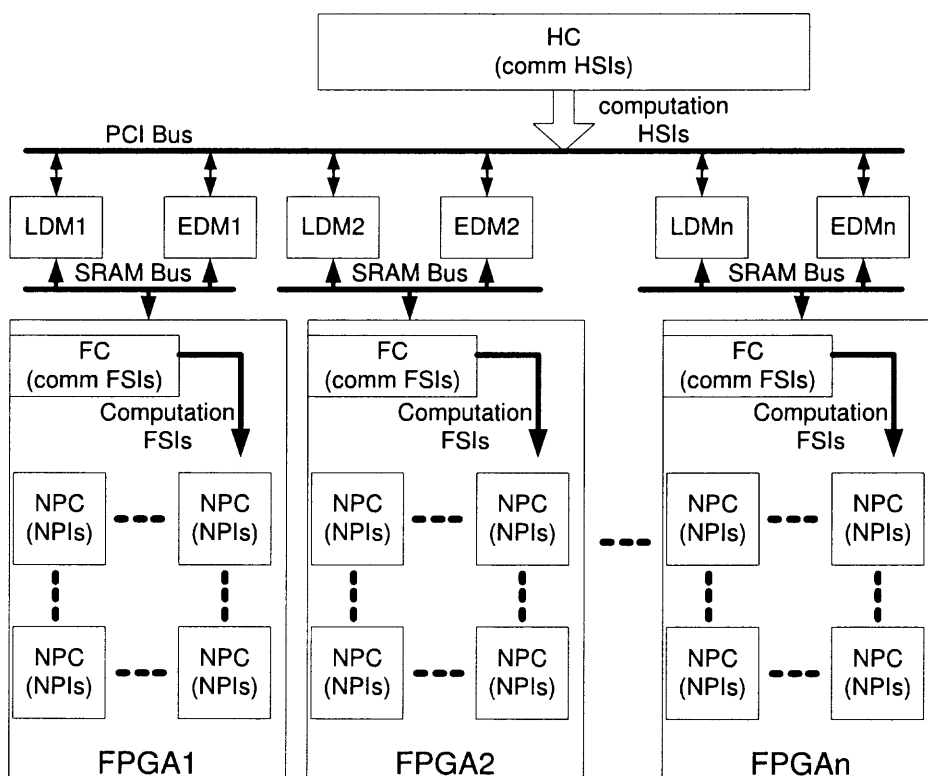 HC
(comm HSIs)
computation
HSIs
PCI Bus
LDM1
EDM1
LDM2
EDM2
LDMn
EDMn
SRAM Bus
SRAM Bus
SRAM Bus
FC
(comm FSIs)
Computation
FSIs
NPC
(NPIs)
NPC
(NPIs)
NPC
(NPIs)
NPC
(NPIs)
FPGA1
FC
(comm FSIs)
Computation
FSIs
NPC
(NPIs)
NPC
(NPIs)
NPC
(NPIs)
NPC
(NPIs)
FPGA2
FC
(comm FSIs)
Computation
FSIs
NPC
(NPIs)
NPC
(NPIs)
NPC
(NPIs)
NPC
(NPIs)
FPGAn